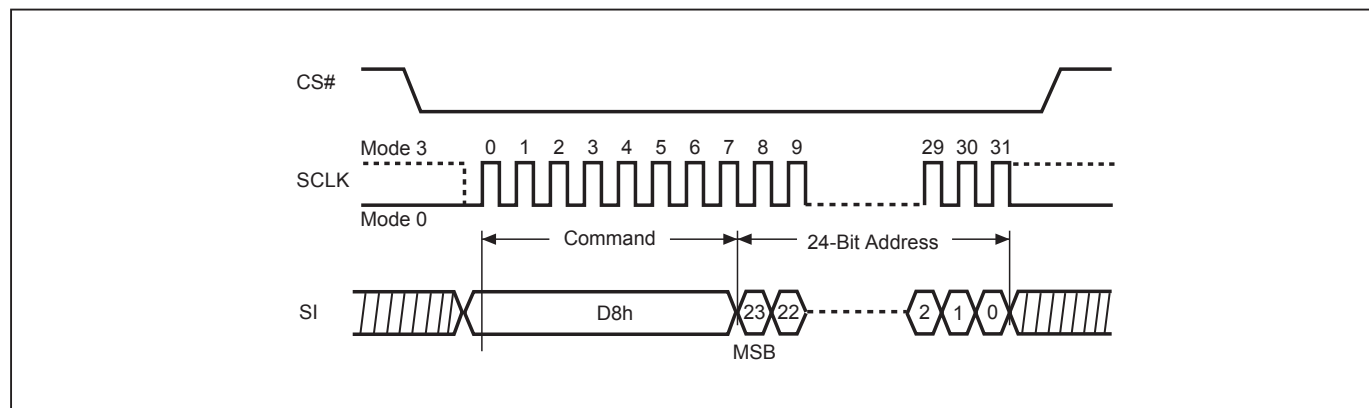 CS#
Mode 3
0 1 2 3 4 5 6 7 8 9 29 30 31
SCLK
Mode 0
Command
24-Bit Address
SI
D8h
23 22 2 1 0
MSB